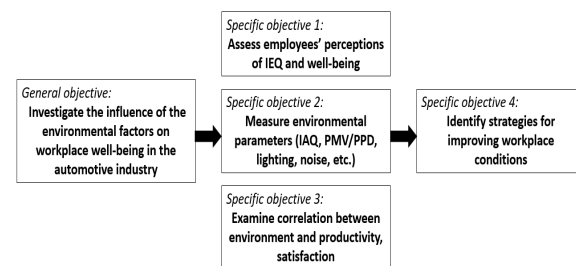 General objective:
Investigate the influence of the
environmental factors on
workplace well-being in the
automotive industry
Specific objective 1:
Assess employees' perceptions
of IEQ and well-being
Specific objective 2:
Measure environmental
parameters (IAQ, PMV/PPD,
lighting, noise, etc.)
Specific objective 3:
Examine correlation between
environment and productivity,
satisfaction
Specific objective 4:
Identify strategies for
improving workplace
conditions